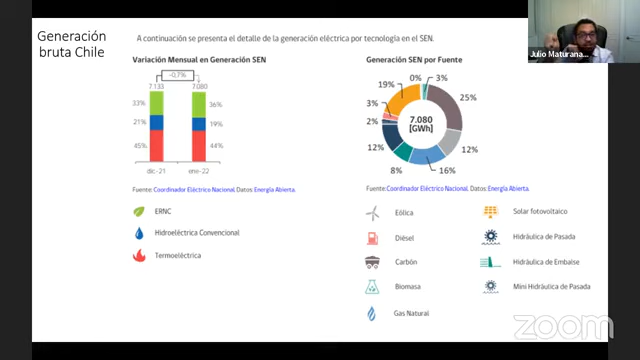 Generación
bruta Chile
A continuación se presenta el detalle de la generación eléctrica por tecnología en el SEN.
Julio Maturana...
Variación Mensual en Generación SEN
-0,7%
7.133
7.080
33%
36%
21%
19%
45%
44%
dic-21
ene-22
Fuente: Coordinador Eléctrico Nacional. Datos: Energía Abierta.
ERNC
Hidroeléctrica Convencional
Termoeléctrica
Generación SEN por Fuente
0%
3%
19%
25%
3%
7.080
[GWh]
2%
12%
12%
8%
16%
Fuente: Coordinador Eléctrico Nacional. Datos: Energía Abierta.
Eólica
Solar fotovoltaico
Diésel
Hidráulica de Pasada
Carbón
Hidráulica de Embalse
Biomasa
Mini Hidráulica de Pasada
Gas Natural
zoom